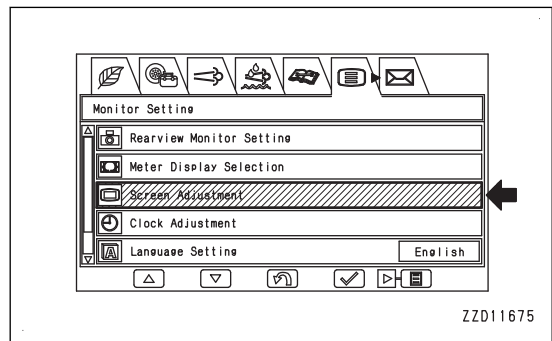 Monitor Setting
Rearview Monitor Setting
Meter Display Selection
Screen Adjustment
Clock Adjustment
A Language Setting English
ZZD11675